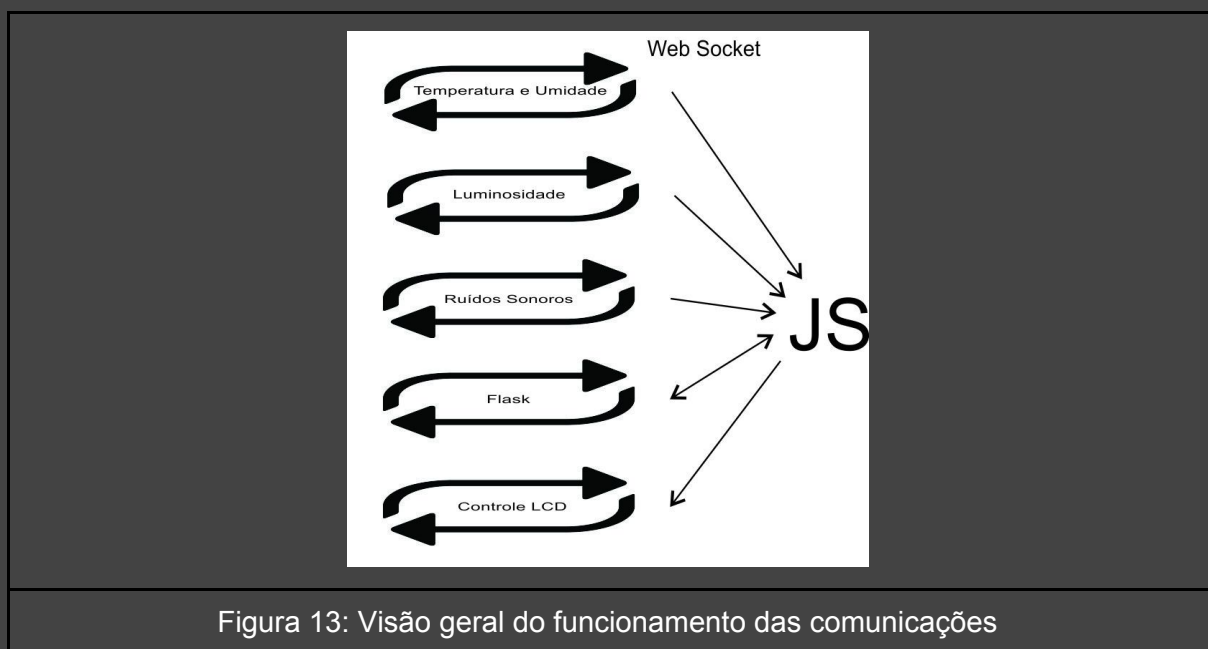 Web Socket
Temperatura e Umidade
Luminosidade
Ruídos Sonoros
JS
Flask
Controle LCD
Figura 13: Visão geral do funcionamento das comunicações